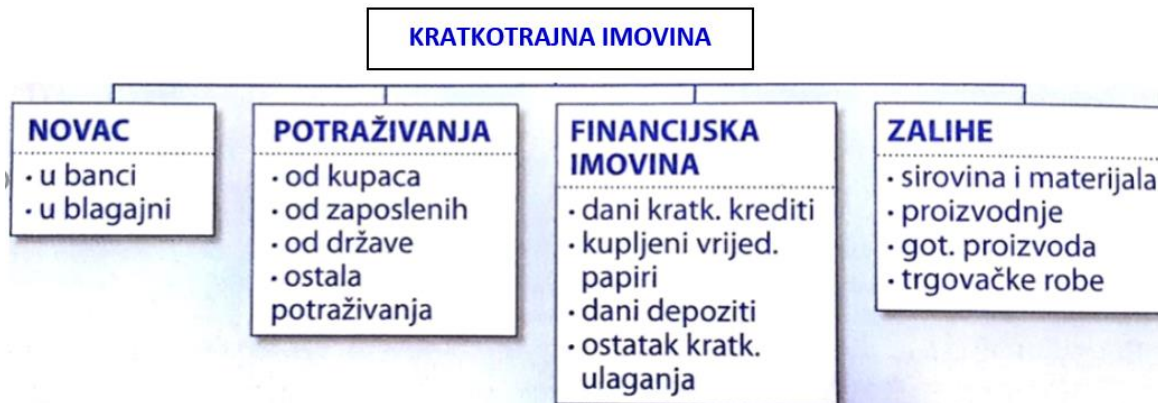 KRATKOTRAJNA IMOVINA
NOVAC
· u banci
· u blagajni
POTRAŽIVANJA
· od kupaca
· od zaposlenih
· od države
· ostala
potraživanja
FINANCIJSKA
IMOVINA
· dani kratk. krediti
· kupljeni vrijed.
papiri
· dani depoziti
· ostatak kratk.
ulaganja
ZALIHE
· sirovina i materijala
· proizvodnje
· got. proizvoda
· trgovačke robe